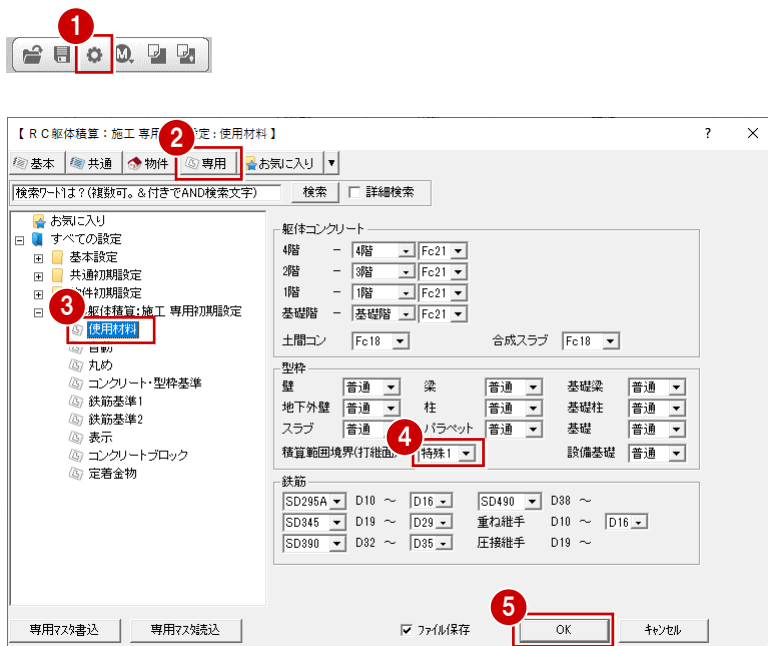 1
M
【 RC躯体積算：施工 専用 定：使用材料 】
2
?
基本 共通 物件 専用 お気に入り
検索ワードは？(複数可。＆付きでAND検索文字) 検索 詳細検索
お気に入り
すべての設定
基本設定
共通初期設定
件初期設定
3
躯体積算：施工 専用初期設定
使用材料
自動
丸め
コンクリート・型枠基準
鉄筋基準1
鉄筋基準2
表示
コンクリートブロック
定着金物
躯体コンクリート
4階 － 4階 Fc21
2階 － 3階 Fc21
1階 － 1階 Fc21
基礎階 － 基礎階 Fc21
土間コン Fc18 合成スラブ Fc18
型枠
壁 普通 梁 普通 基礎梁 普通
地下外壁 普通 柱 普通 基礎柱 普通
スラブ 普通 パラペット 普通 基礎 普通
4
積算範囲境界(打継面) 特殊1 設備基礎 普通
鉄筋
SD295A D10 ～ D16 SD490 D38 ～
SD345 D19 ～ D29 重ね継手 D10 ～ D16
SD390 D32 ～ D35 圧接継手 D19 ～
5
専用マスタ書込 専用マスタ読込 ファイル保存 OK キャンセル